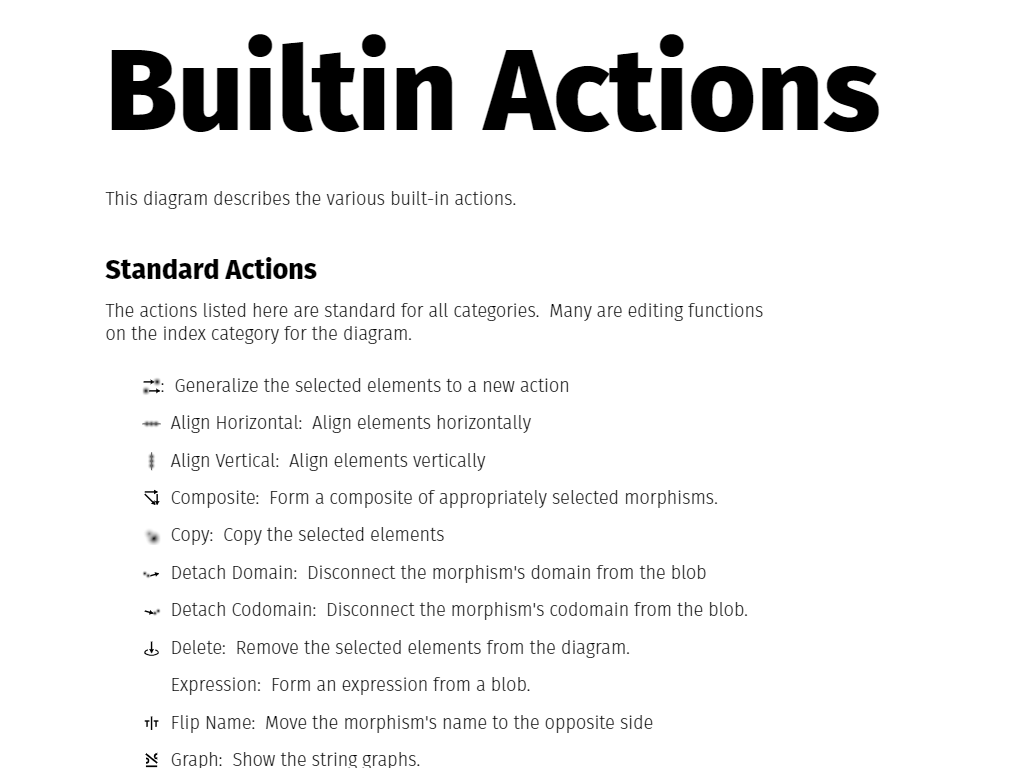 Builtin Actions
This diagram describes the various built-in actions.
Standard Actions
The actions listed here are standard for all categories.  Many are editing functions
on the index category for the diagram.
:  Generalize the selected elements to a new action
Align Horizontal:  Align elements horizontally
Align Vertical:  Align elements vertically
Composite:  Form a composite of appropriately selected morphisms.
Copy:  Copy the selected elements
Detach Domain:  Disconnect the morphism's domain from the blob
Detach Codomain:  Disconnect the morphism's codomain from the blob.
Delete:  Remove the selected elements from the diagram.
Expression:  Form an expression from a blob.
Flip Name:  Move the morphism's name to the opposite side
Graph:  Show the string graphs.